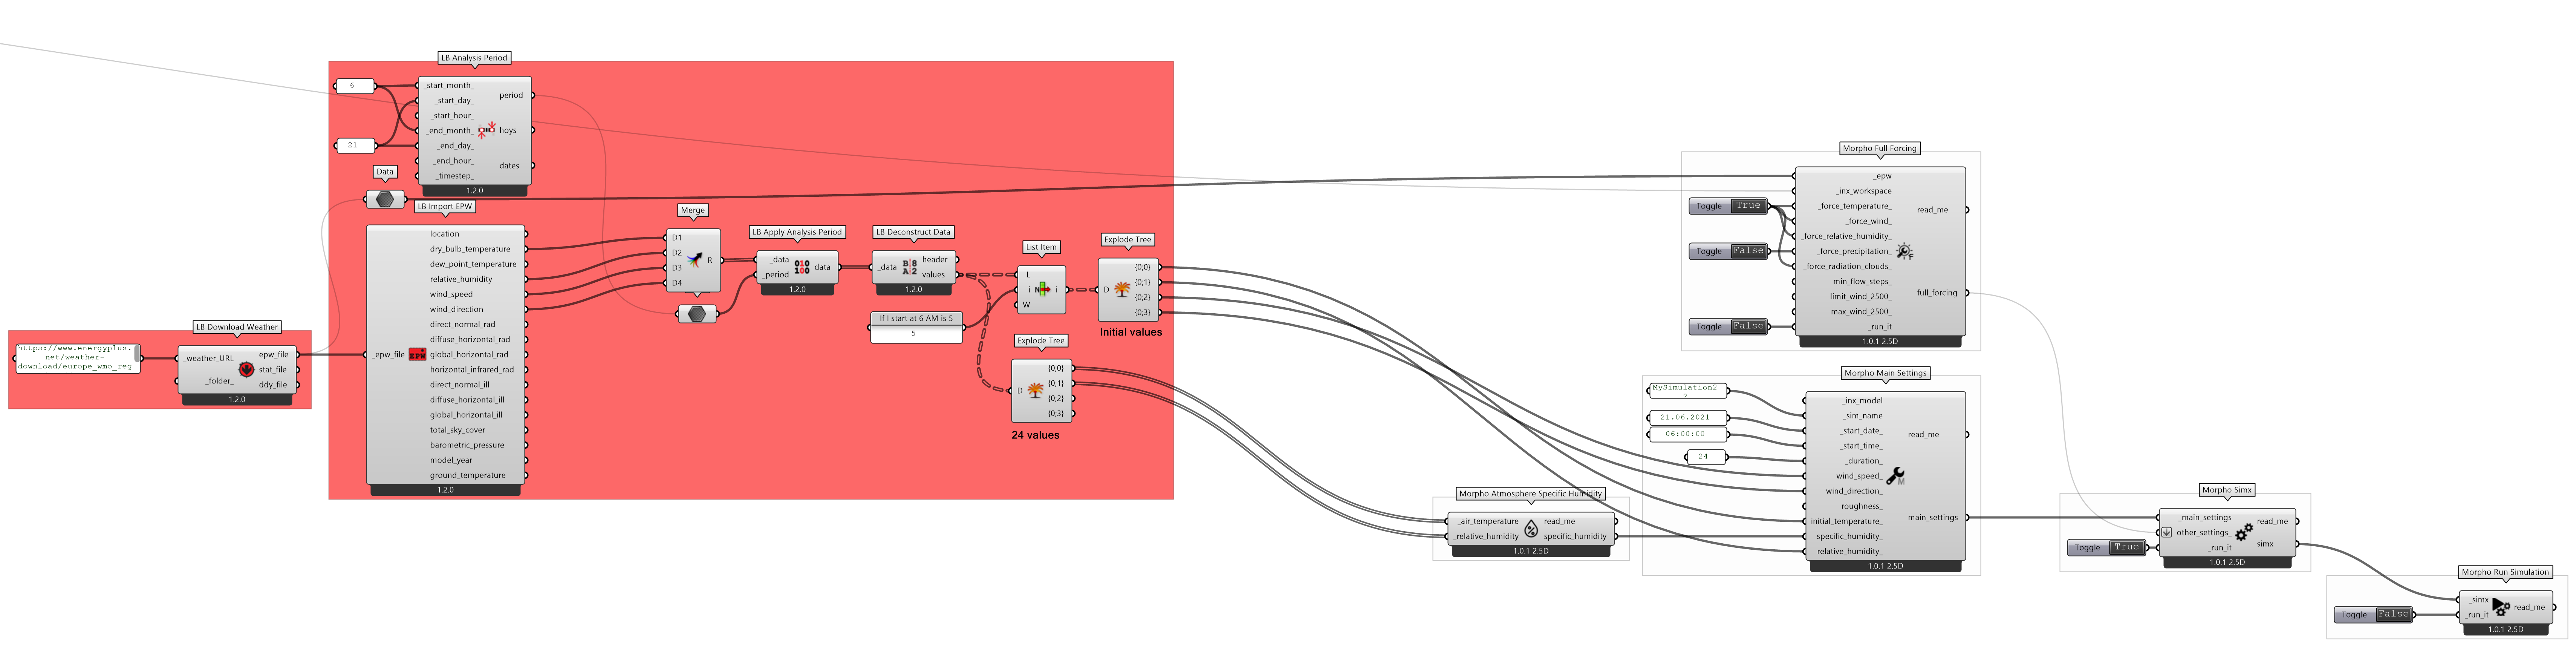 LB Analysis Period
6
21
_start_month_
_start_day_
_start_hour_
_end_month_
_end_day_
_end_hour_
_timestep_
period
hoys
dates
1.2.0
Data
LB Import EPW
_epw_file
location
dry_bulb_temperature
dew_point_temperature
relative_humidity
wind_speed
wind_direction
direct_normal_rad
diffuse_horizontal_rad
global_horizontal_rad
horizontal_infrared_rad
direct_normal_ill
diffuse_horizontal_ill
global_horizontal_ill
total_sky_cover
barometric_pressure
model_year
ground_temperature
1.2.0
LB Download Weather
https://www.energyplus.
net/weather-
download/europe_wmo_reg
_weather_URL
_folder_
epw_file
stat_file
ddy_file
1.2.0
Merge
D1
D2
D3
D4
R
LB Apply Analysis Period
_data
_period
010
100
data
1.2.0
LB Deconstruct Data
_data
B|8
A|2
header
values
1.2.0
If I start at 6 AM is 5
5
List Item
L
i
W
N
i
Explode Tree
D
{0;0}
{0;1}
{0;2}
{0;3}
Initial values
Explode Tree
D
{0;0}
{0;1}
{0;2}
{0;3}
24 values
Morpho Atmosphere Specific Humidity
_air_temperature
_relative_humidity
read_me
specific_humidity
1.0.1 2.5D
Morpho Full Forcing
Toggle True
Toggle False
Toggle False
_epw
_inx_workspace
_force_temperature_
_force_wind_
_force_relative_humidity_
_force_precipitation_
_force_radiation_clouds_
min_flow_steps_
limit_wind_2500_
max_wind_2500_
_run_it
F
read_me
full_forcing
1.0.1 2.5D
Morpho Main Settings
MySimulation2
2
21.06.2021
06:00:00
24
_inx_model
_sim_name
_start_date_
_start_time_
_duration_
wind_speed_
wind_direction_
roughness_
initial_temperature_
specific_humidity_
relative_humidity_
M
read_me
main_settings
1.0.1 2.5D
Morpho Simx
Toggle True
_main_settings
other_settings_
_run_it
read_me
simx
1.0.1 2.5D
Morpho Run Simulation
Toggle False
_simx
_run_it
read_me
1.0.1 2.5D